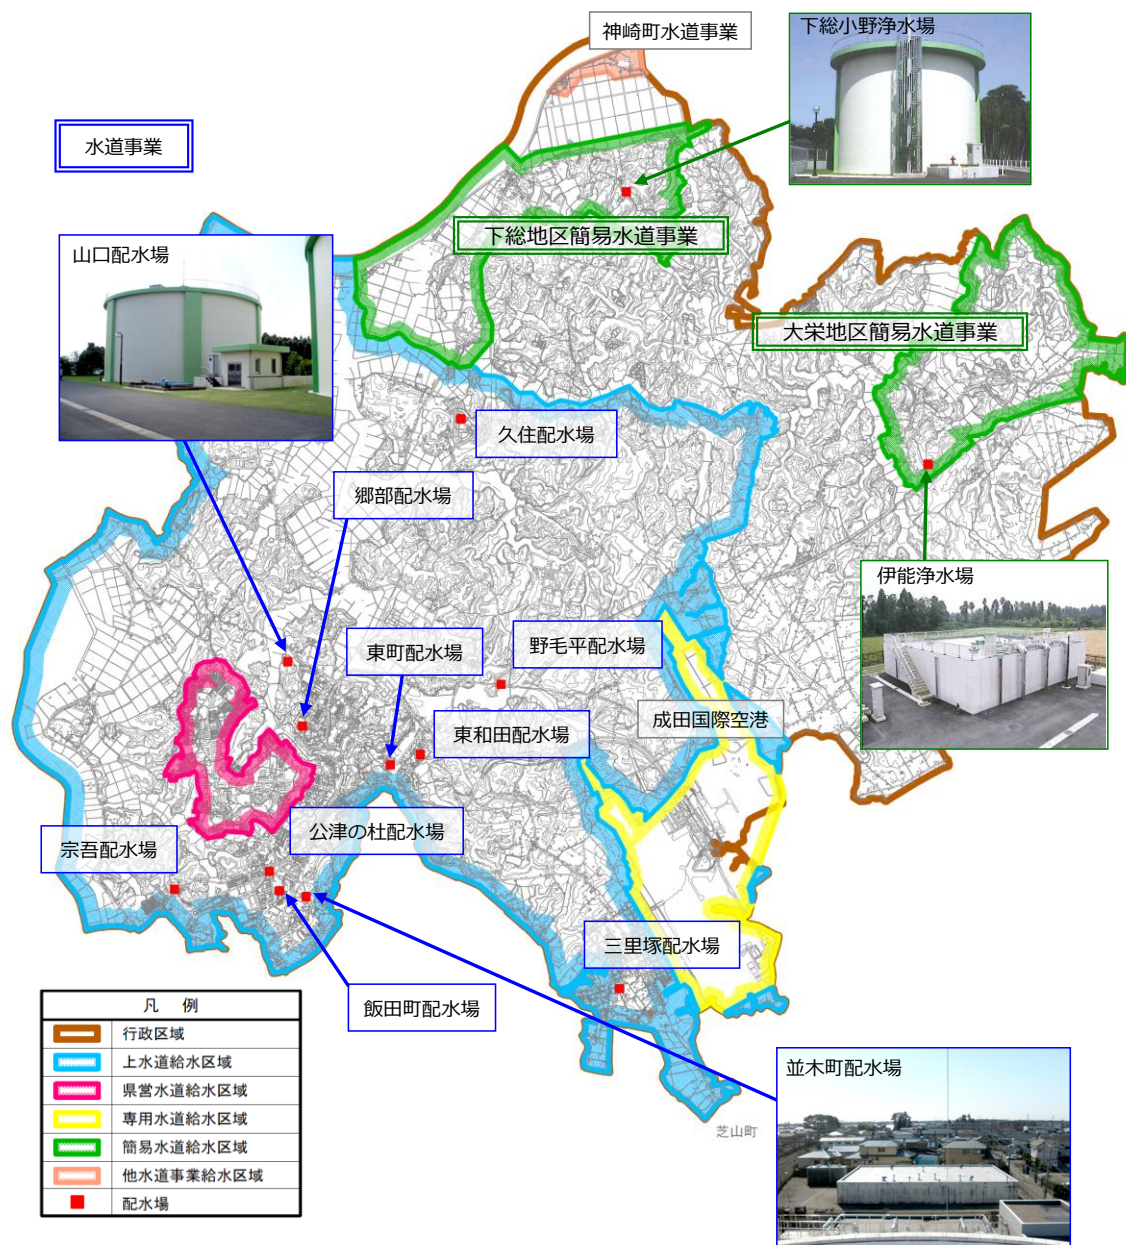 神崎町水道事業
下総小野浄水場
水道事業
下総地区簡易水道事業
山口配水場
大栄地区簡易水道事業
久住配水場
郷部配水場
伊能浄水場
東町配水場
野毛平配水場
成田国際空港
東和田配水場
公津の杜配水場
宗吾配水場
三里塚配水場
飯田町配水場
並木町配水場
芝山町
凡 例
行政区域
上水道給水区域
県営水道給水区域
専用水道給水区域
簡易水道給水区域
他水道事業給水区域
配水場